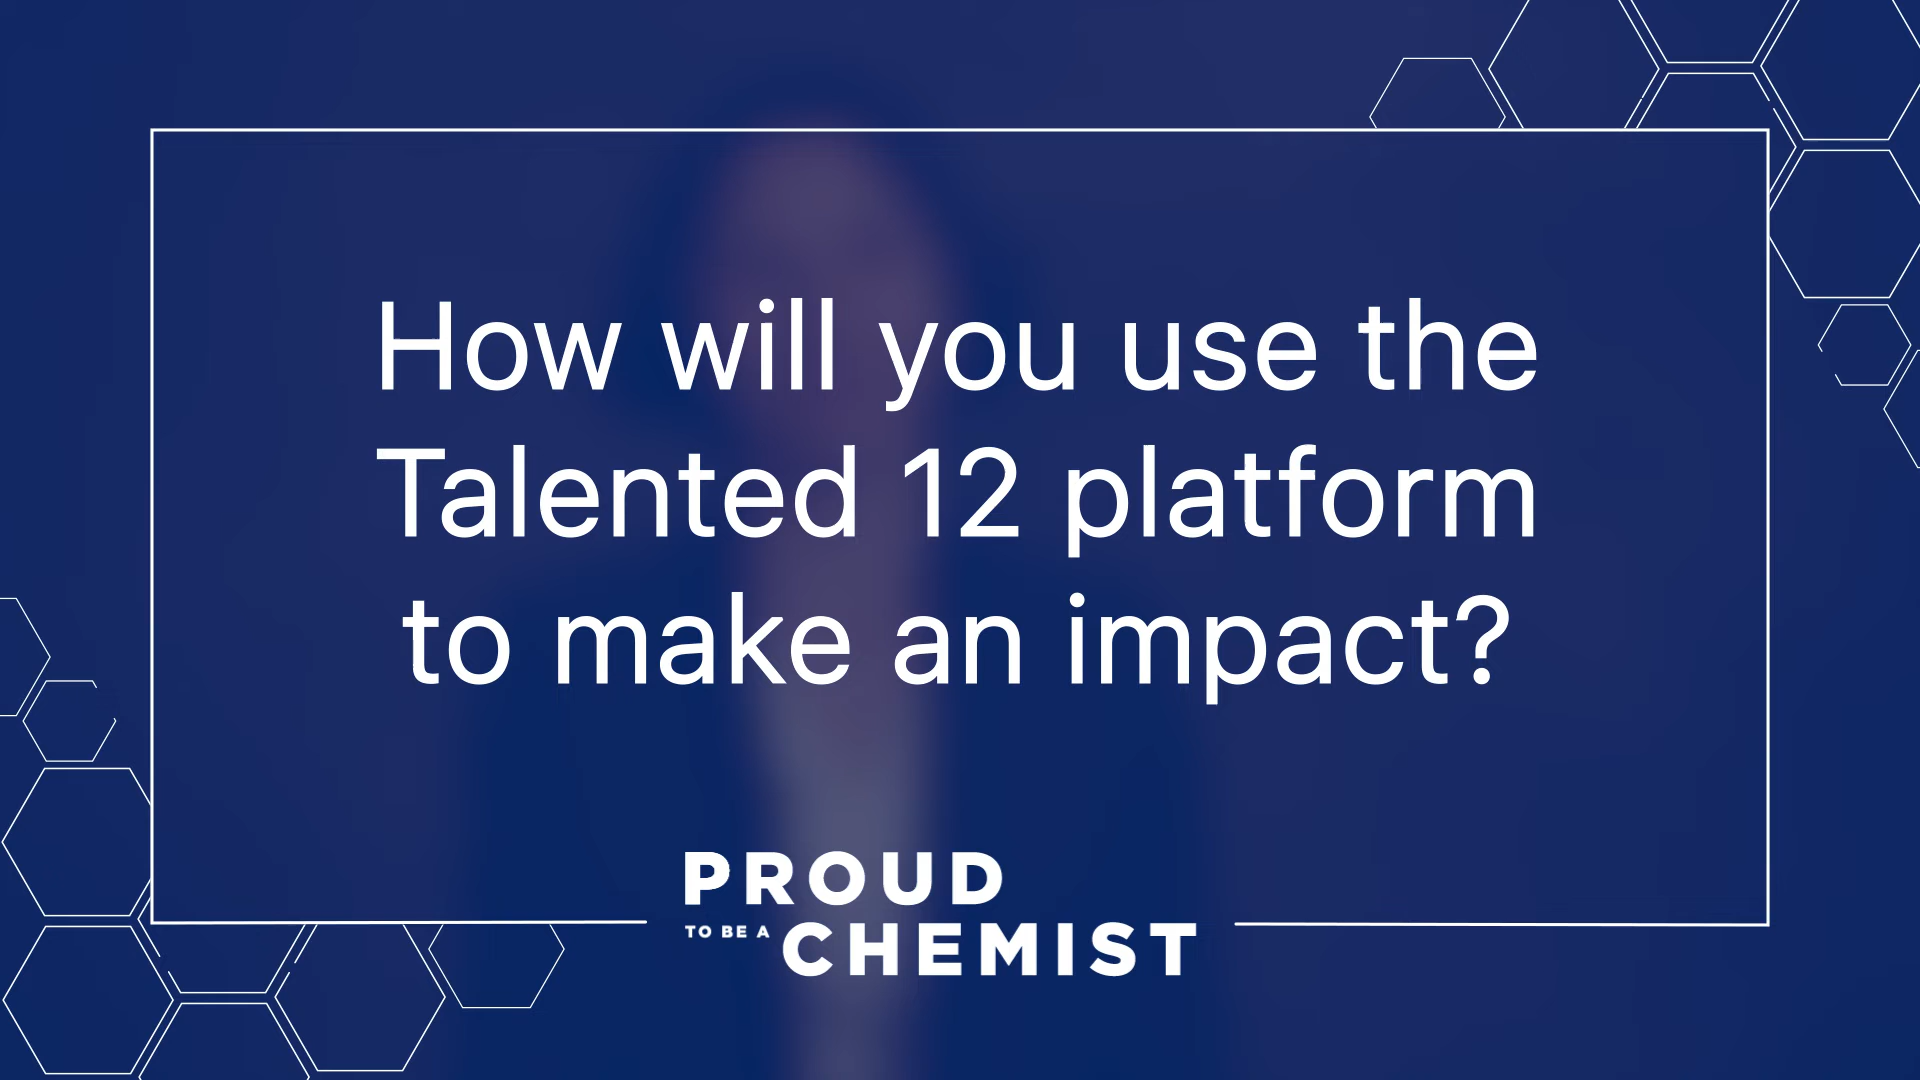 How will you use the
Talented 12 platform
to make an impact?
PROUD
TO BE A CHEMIST